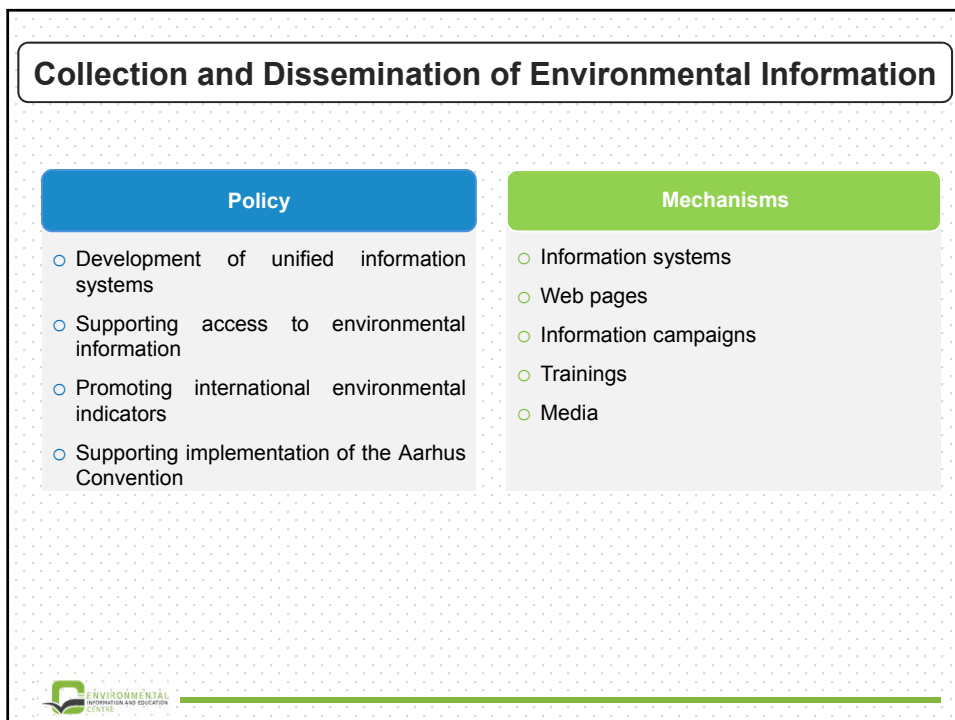 Collection and Dissemination of Environmental Information
Policy
○ Development of unified information
systems
○ Supporting access to environmental
information
○ Promoting international environmental
indicators
○ Supporting implementation of the Aarhus
Convention
Mechanisms
○ Information systems
○ Web pages
○ Information campaigns
○ Trainings
○ Media
ENVIRONMENTAL
INFORMATION AND EDUCATION
CENTRE